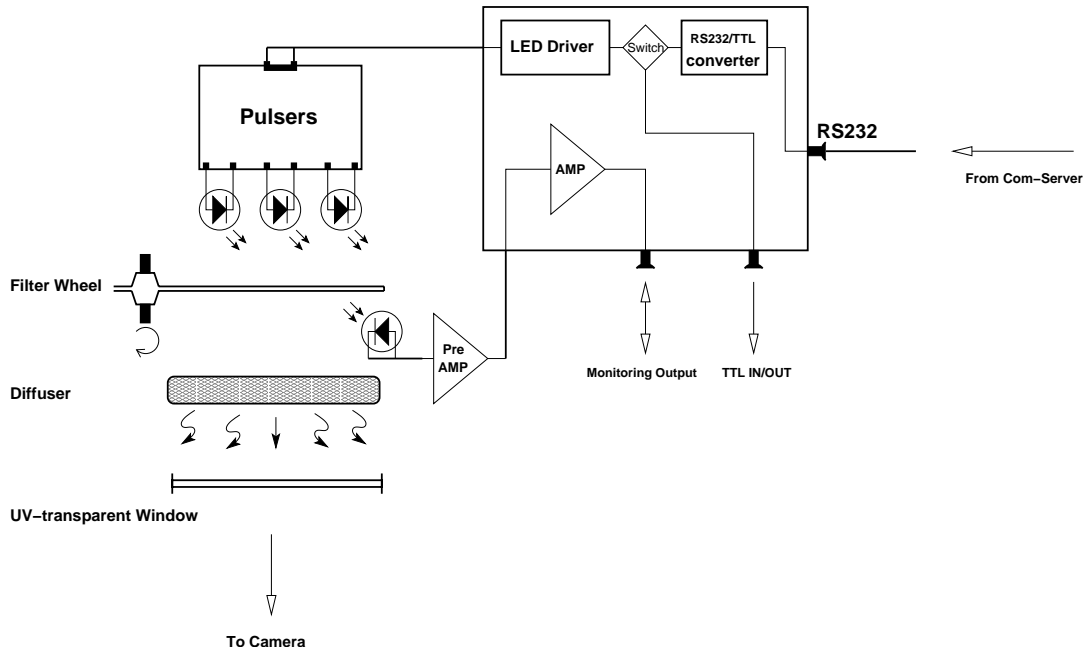 LED Driver
Switch
RS232/TTL
converter
Pulsers
RS232
AMP
From Com−Server
Filter Wheel
Pre
AMP
Monitoring Output
TTL IN/OUT
Diffuser
UV−transparent Window
To Camera